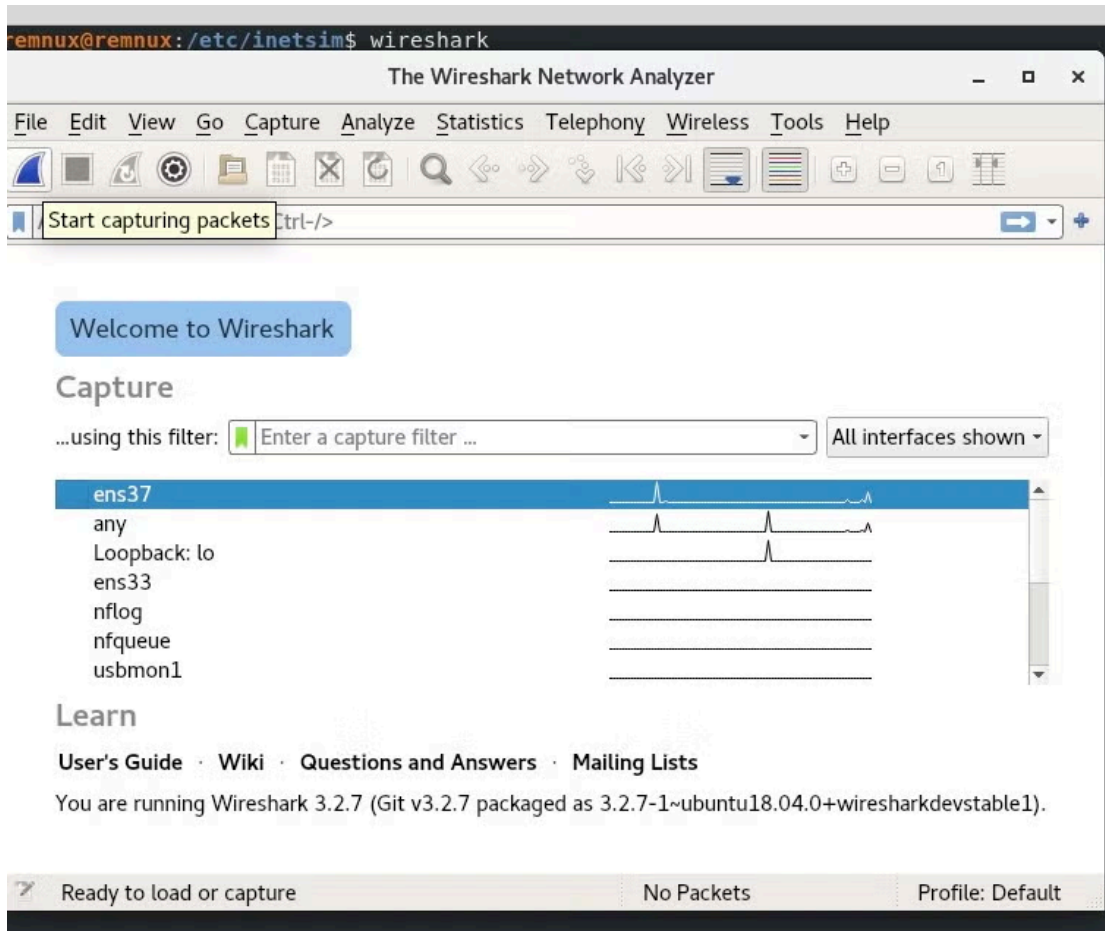 remnux@remnux:/etc/inetsim$ wireshark
The Wireshark Network Analyzer
File Edit View Go Capture Analyze Statistics Telephony Wireless Tools Help
Start capturing packets Ctrl-/>
Welcome to Wireshark
Capture
...using this filter: Enter a capture filter ... All interfaces shown
ens37
any
Loopback: lo
ens33
nflog
nfqueue
usbmon1
Learn
User's Guide · Wiki · Questions and Answers · Mailing Lists
You are running Wireshark 3.2.7 (Git v3.2.7 packaged as 3.2.7-1~ubuntu18.04.0+wiresharkdevstable1).
Ready to load or capture No Packets Profile: Default